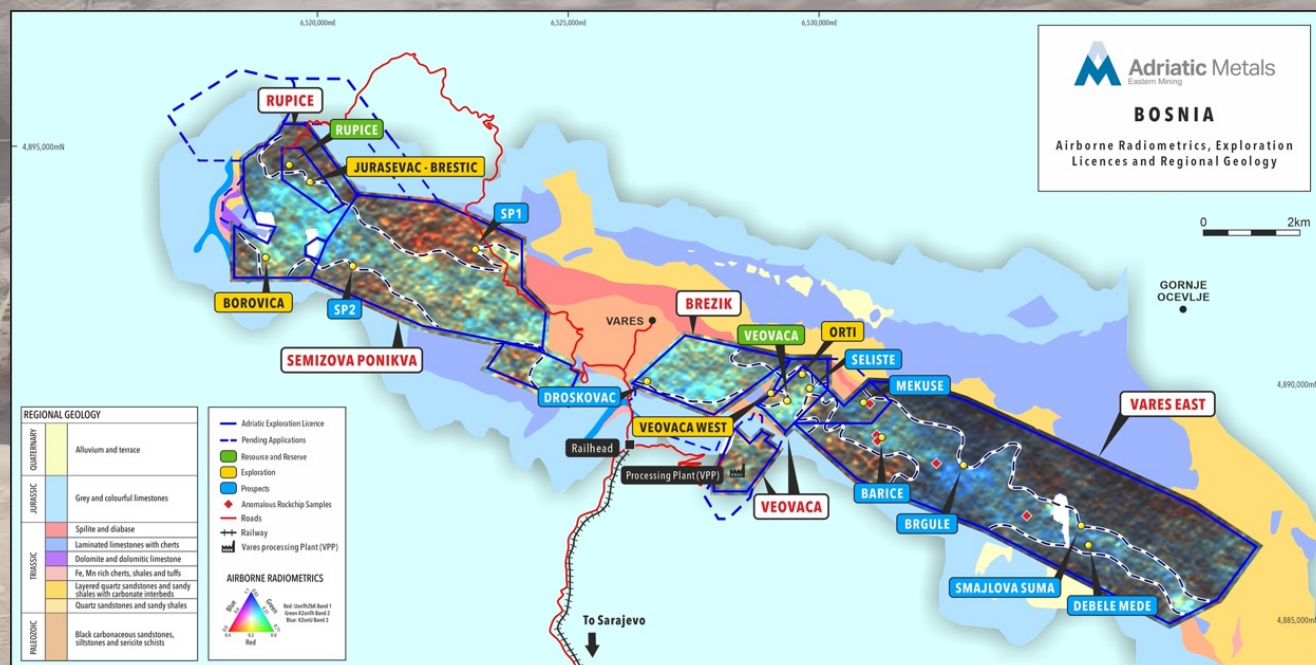 6,520,000mE
6,525,000mE
6,530,000mE
4,895,000mN
4,890,000mN
4,885,000mN
Adriatic Metals
Eastern Mining
BOSNIA
Airborne Radiometrics, Exploration
Licences and Regional Geology
0 2km
RUPICE
RUPICE
JURASEVAC - BRESTIC
SP1
BOROVICA
SP2
SEMIZOVA PONIKVA
VARES
BREZIK
GORNJE
OCEVLJE
VEOVACA
ORTI
SELISTE
MEKUSE
DROSKOVAC
VEOVACA WEST
VARES EAST
Railhead
Processing Plant (VPP)
VEOVACA
BARICE
BRGULE
SMAJLOVA SUMA
DEBELE MEDE
To Sarajevo
REGIONAL GEOLOGY
QUATERNARY
Alluvium and terrace
JURASSIC
Grey and colourful limestones
TRIASSIC
Spilite and diabase
Laminated limestones with cherts
Dolomite and dolomitic limestone
Fe, Mn rich cherts, shales and tuffs
Layered quartz sandstones and sandy
shales with carbonate interbeds
Quartz sandstones and sandy shales
PALEOZOIC
Black carbonaceous sandstones,
siltstones and sericite schists
Adriatic Exploration Licence
Pending Applications
Resource and Reserve
Exploration
Prospects
Anomalous Rockchip Samples
Roads
Railway
Vares processing Plant (VPP)
AIRBORNE RADIOMETRICS
Blue
Green
Red